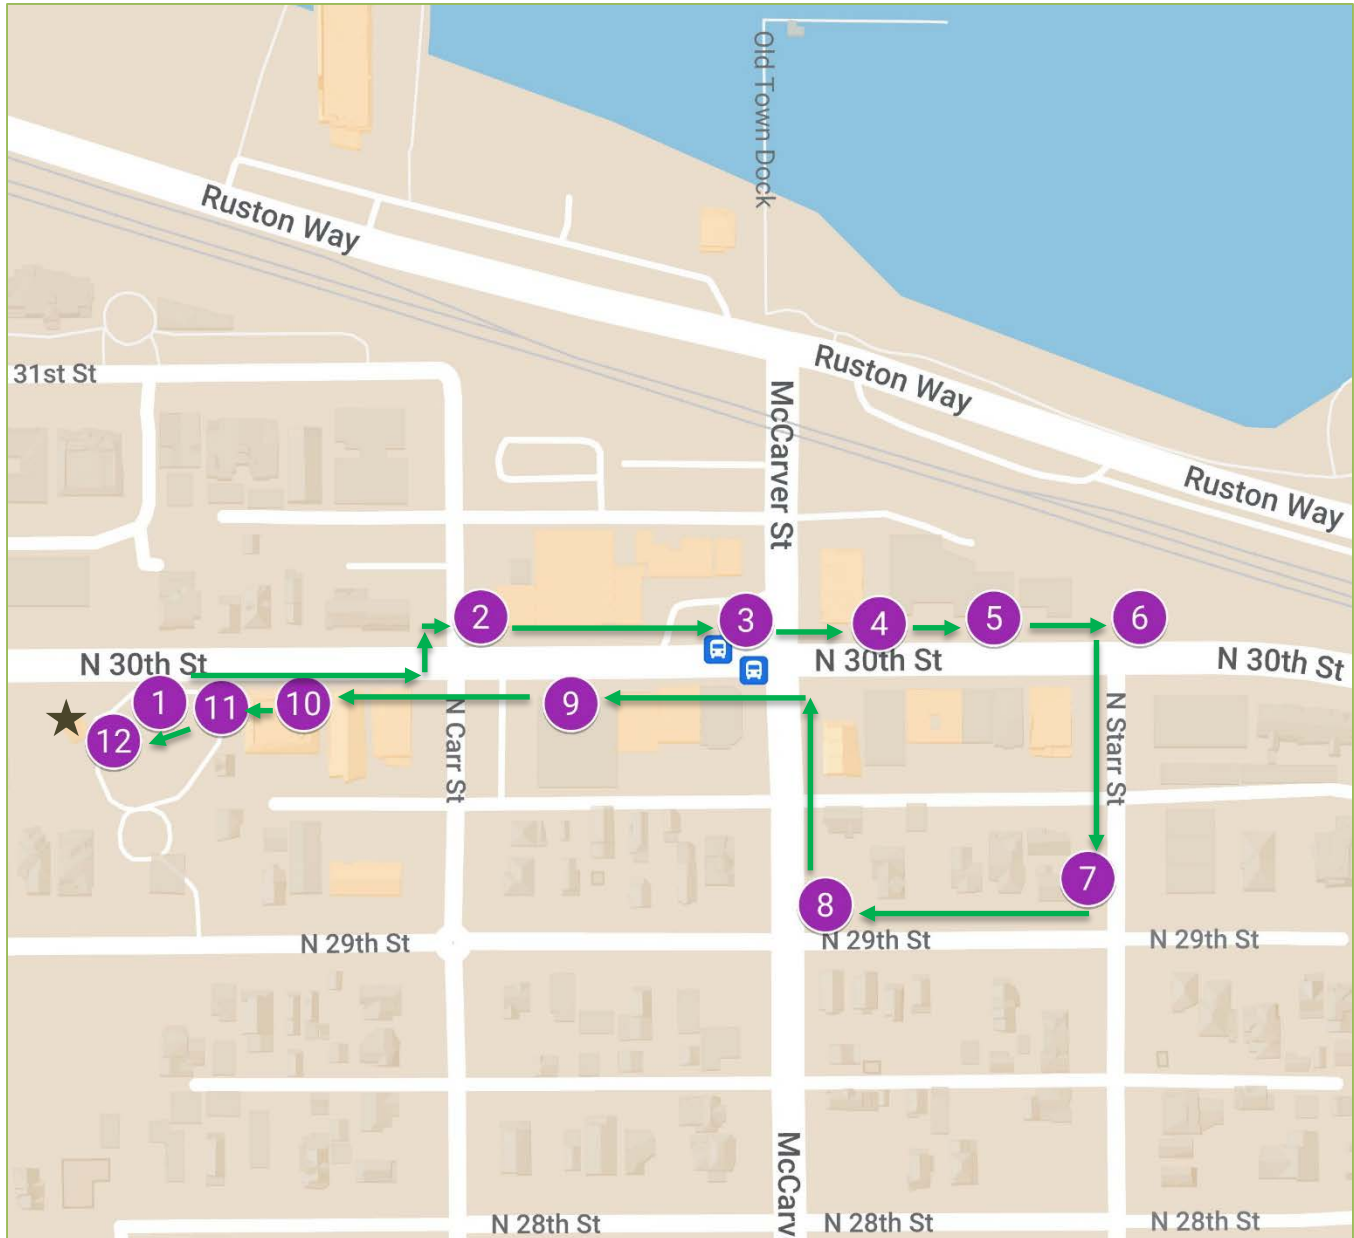 Old Town Dock
Ruston Way
Ruston Way
31st St
McCarver St
Ruston Way
2
3
4
5
6
N 30th St
N 30th St
N 30th St
1
11
10
9
12
N Carr St
N Starr St
7
8
N 29th St
N 29th St
N 29th St
McCarv
N 28th St
N 28th St
N 28th St